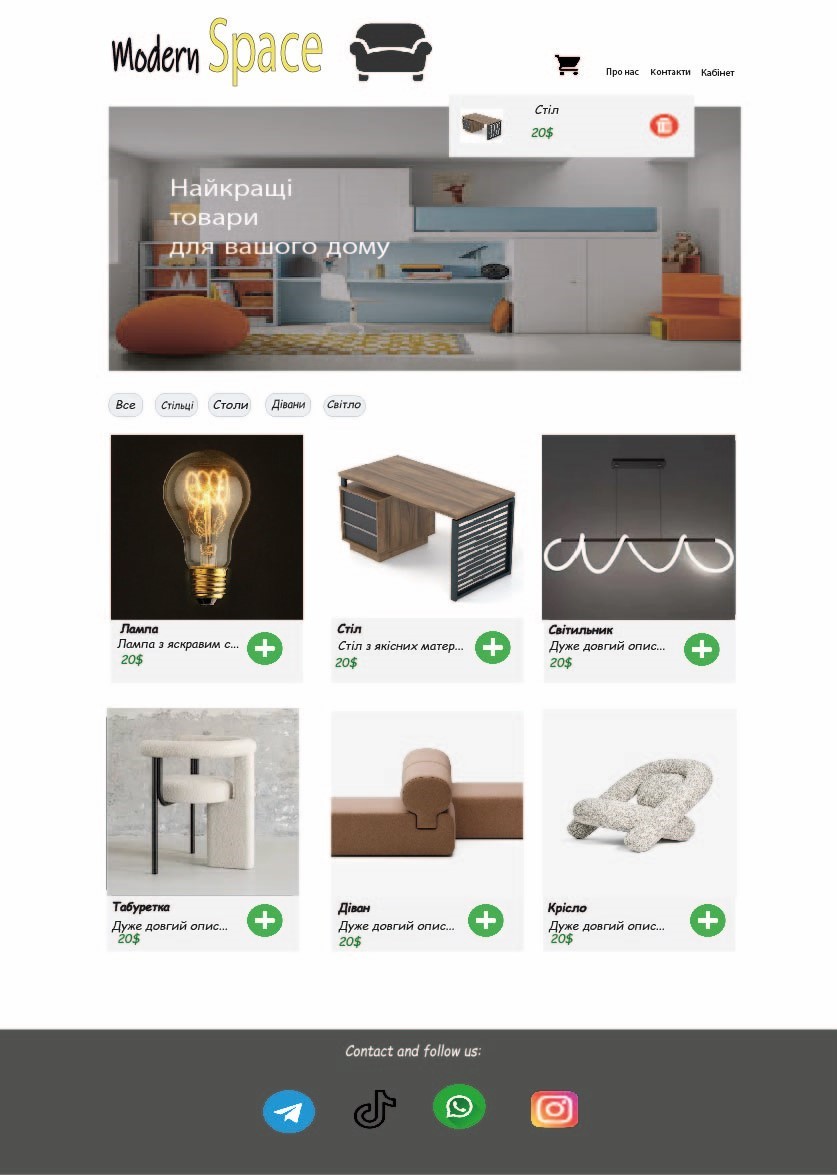 Modern Space
Про нас Контакти Кабінет
Стіл
20$
Найкращі
товари
для вашого дому
Все Стільці Столи Дівани Світло
Лампа
Лампа з яскравим с...
20$
Стіл
Стіл з якісних матер...
20$
Світильник
Дуже довгий опис...
20$
Табуретка
Дуже довгий опис...
20$
Діван
Дуже довгий опис...
20$
Крісло
Дуже довгий опис...
20$
Contact and follow us: